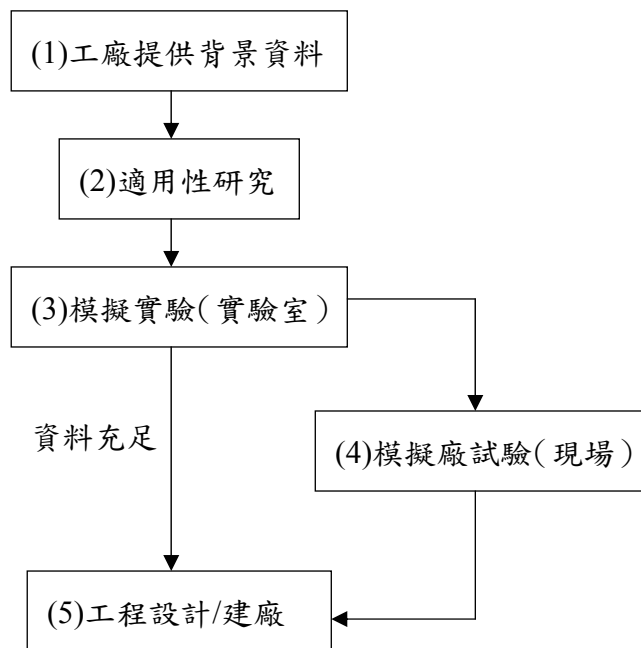 (1)工廠提供背景資料
(2)適用性研究
(3)模擬實驗(實驗室)
資料充足
(4)模擬廠試驗(現場)
(5)工程設計/建廠